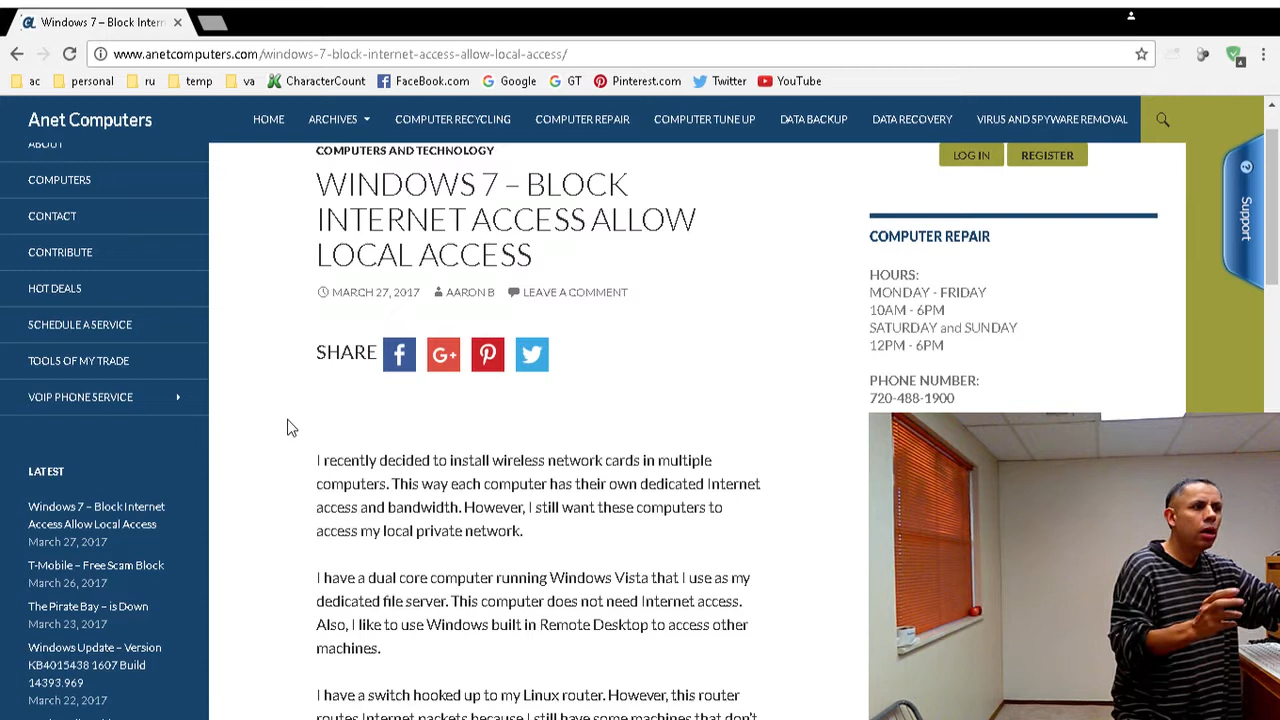 Windows 7 – Block Intern
www.anetcomputers.com/windows-7-block-internet-access-allow-local-access/
ac personal ru temp va CharacterCount FaceBook.com Google GT Pinterest.com Twitter YouTube
Anet Computers
HOME ARCHIVES COMPUTER RECYCLING COMPUTER REPAIR COMPUTER TUNE UP DATA BACKUP DATA RECOVERY VIRUS AND SPYWARE REMOVAL
ABOUT
COMPUTERS
CONTACT
CONTRIBUTE
HOT DEALS
SCHEDULE A SERVICE
TOOLS OF MY TRADE
VOIP PHONE SERVICE
LATEST
Windows 7 – Block Internet
Access Allow Local Access
March 27, 2017
T-Mobile – Free Scam Block
March 26, 2017
The Pirate Bay – is Down
March 23, 2017
Windows Update – Version
KB4015438 1607 Build
14393.969
March 22, 2017
COMPUTERS AND TECHNOLOGY
WINDOWS 7 – BLOCK
INTERNET ACCESS ALLOW
LOCAL ACCESS
MARCH 27, 2017 AARON B LEAVE A COMMENT
SHARE
I recently decided to install wireless network cards in multiple
computers. This way each computer has their own dedicated Internet
access and bandwidth. However, I still want these computers to
access my local private network.
I have a dual core computer running Windows Vista that I use as my
dedicated file server. This computer does not need Internet access.
Also, I like to use Windows built in Remote Desktop to access other
machines.
I have a switch hooked up to my Linux router. However, this router
routes Internet packets because I still have some machines that don't
LOG IN REGISTER
COMPUTER REPAIR
HOURS:
MONDAY - FRIDAY
10AM - 6PM
SATURDAY and SUNDAY
12PM - 6PM
PHONE NUMBER:
720-488-1900
Support